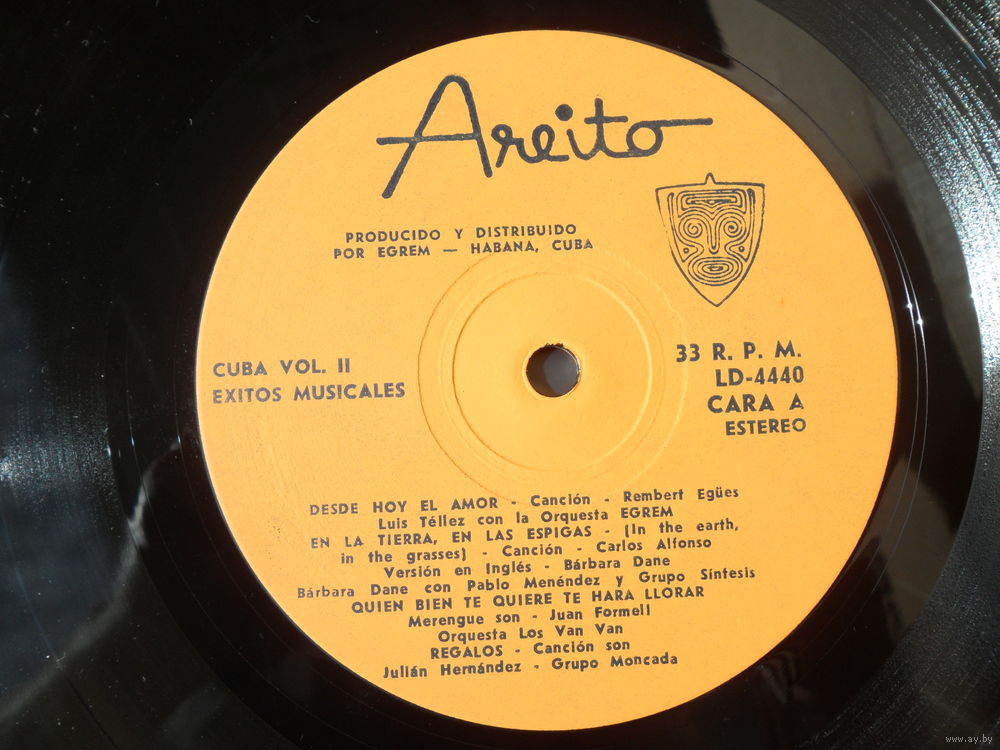 Areito
PRODUCIDO Y DISTRIBUIDO
POR EGREM — HABANA, CUBA
CUBA VOL. II
EXITOS MUSICALES
33 R. P. M.
LD-4440
CARA A
ESTEREO
DESDE HOY EL AMOR - Canción - Rembert Egües
Luis Téllez con la Orquesta EGREM
EN LA TIERRA, EN LAS ESPIGAS - (In the earth,
in the grasses) - Canción - Carlos Alfonso
Versión en Inglés - Bárbara Dane
Bárbara Dane con Pablo Menéndez y Grupo Síntesis
QUIEN BIEN TE QUIERE TE HARA LLORAR
Merengue son - Juan Formell
Orquesta Los Van Van
REGALOS - Canción son
Julián Hernández - Grupo Moncada
www.ay.by